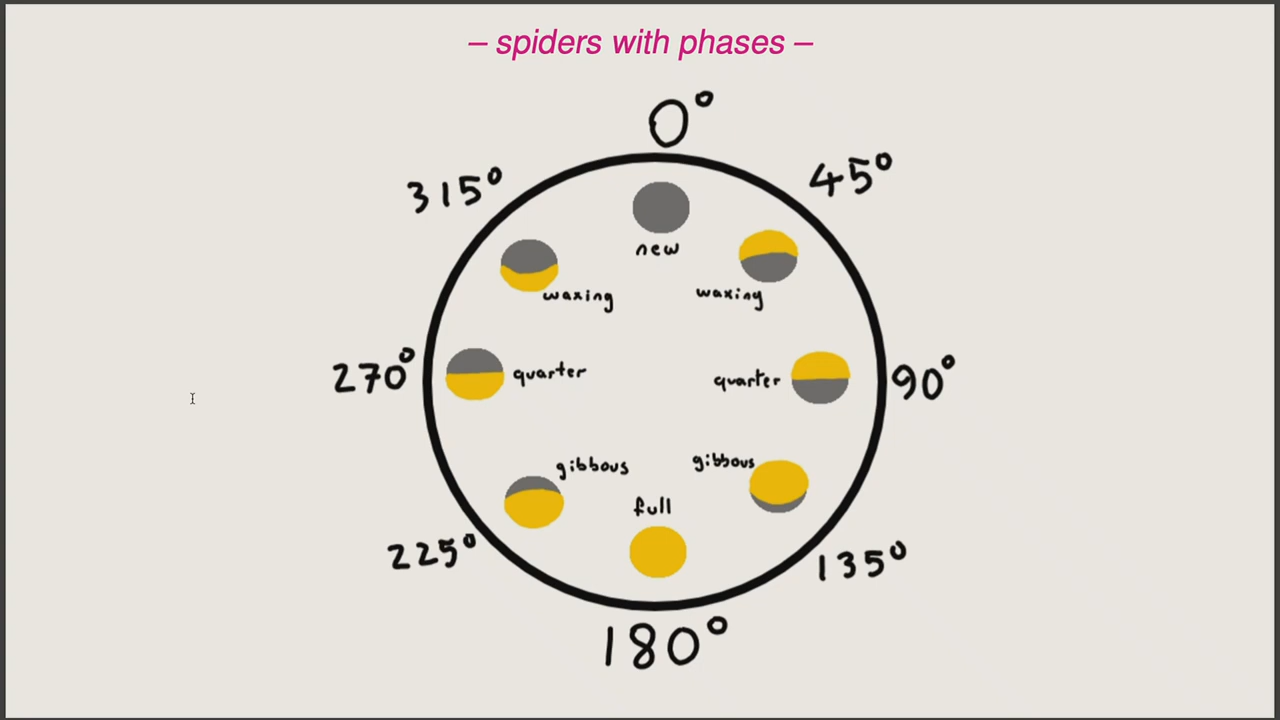 – spiders with phases –
0°
315°
45°
new
waxing
waxing
270°
quarter
quarter
90°
gibbous
gibbous
full
225°
135°
180°